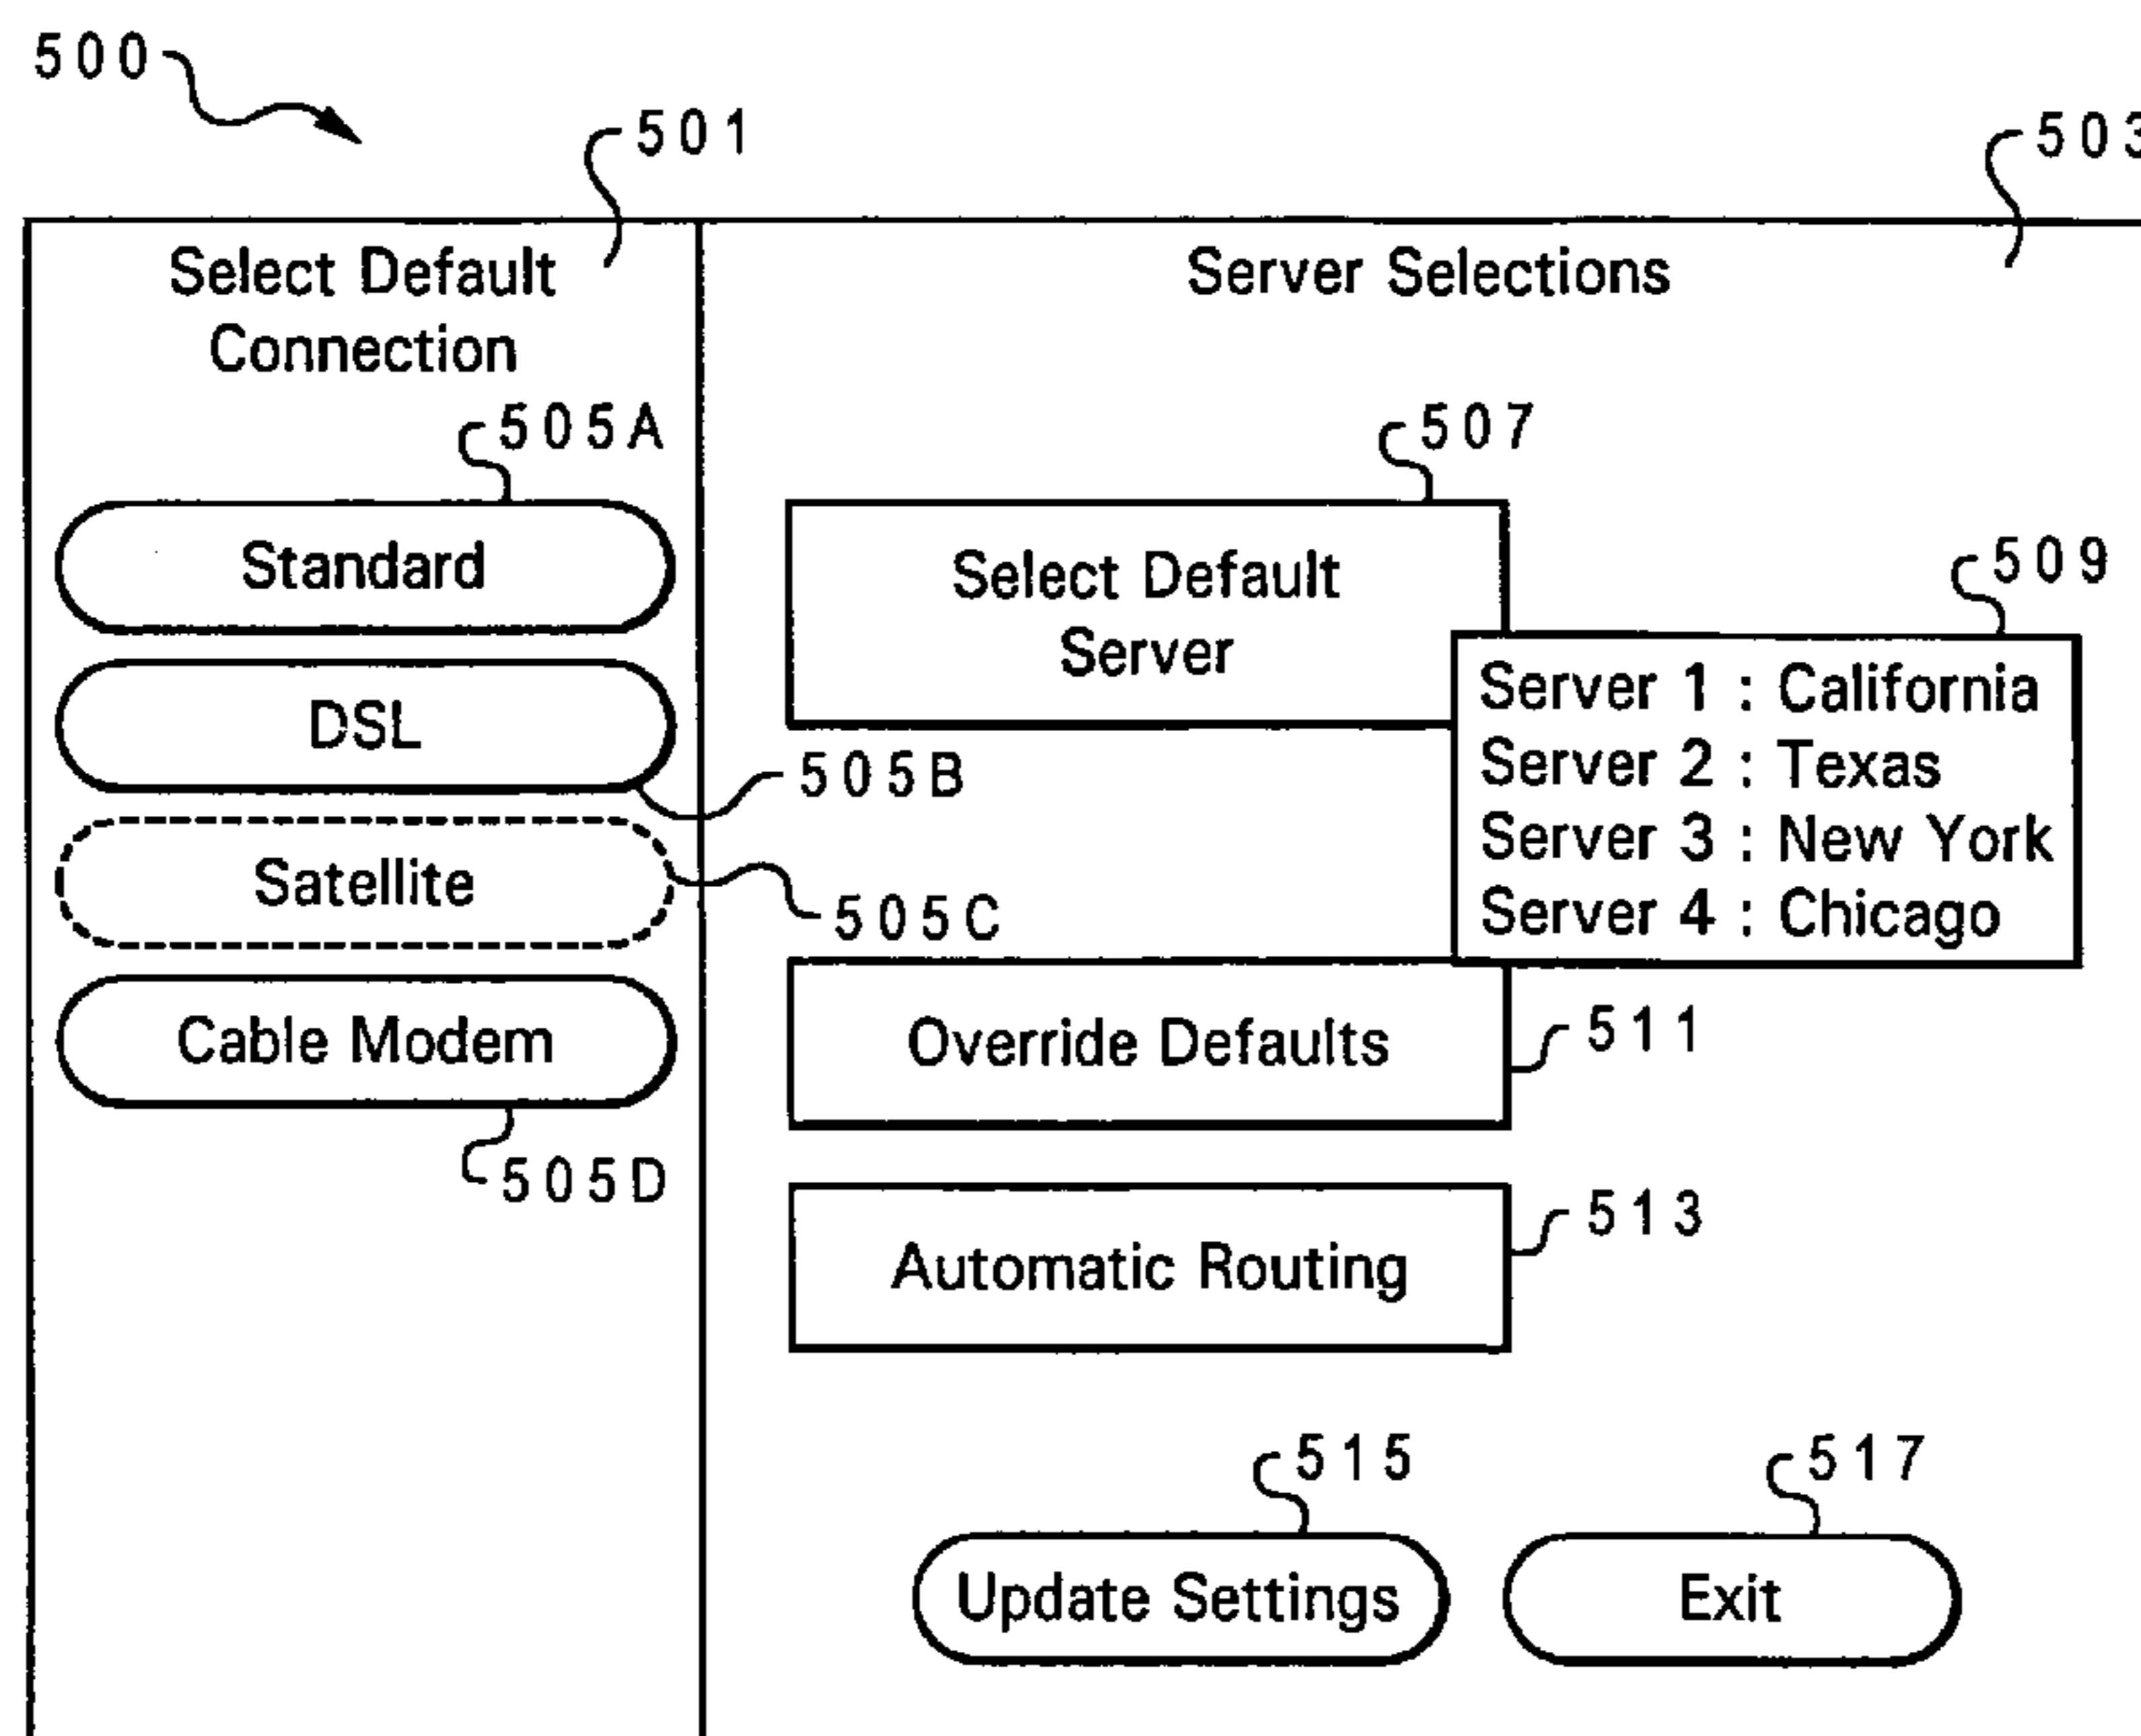 500
501
503
Select Default
Connection
Server Selections
505A
507
Standard
Select Default
Server
509
DSL
505B
Server 1 : California
Server 2 : Texas
Server 3 : New York
Server 4 : Chicago
Satellite
505C
Cable Modem
505D
Override Defaults
511
Automatic Routing
513
515
517
Update Settings
Exit